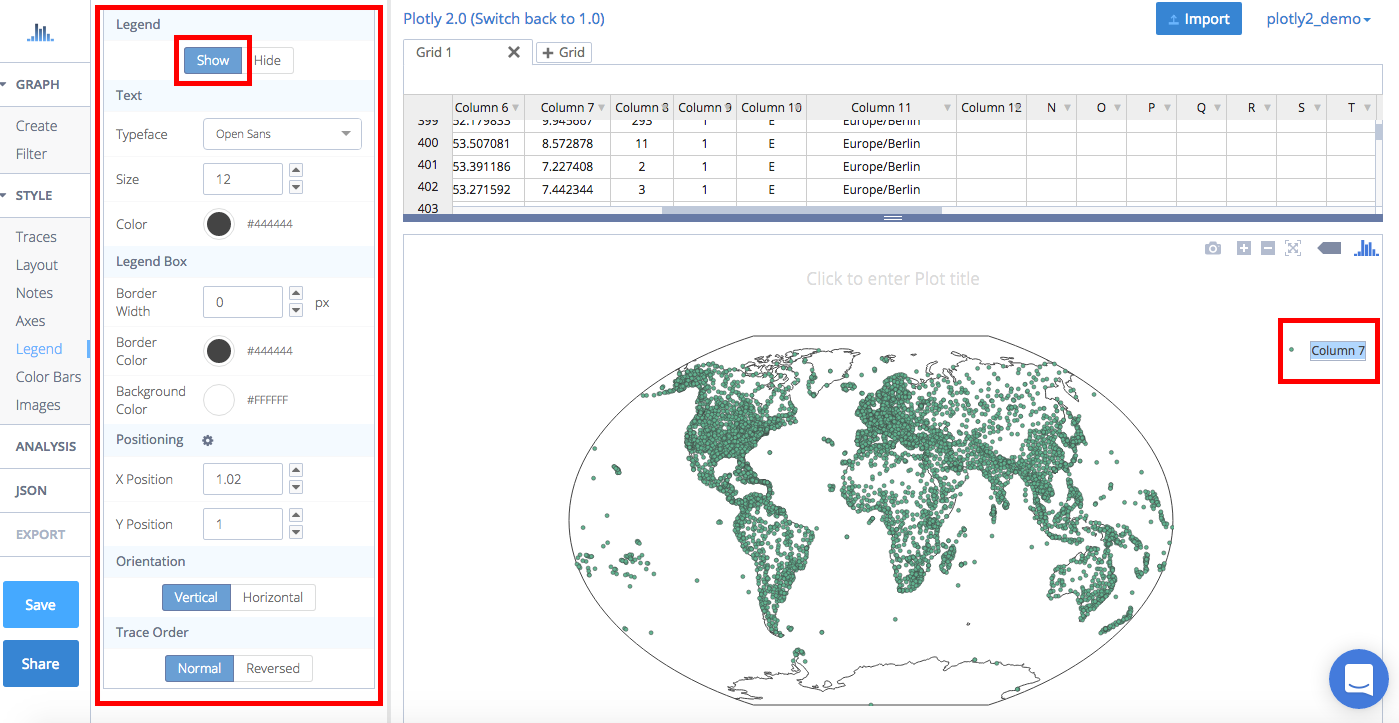 GRAPH
Create
Filter
STYLE
Traces
Layout
Notes
Axes
Legend
Color Bars
Images
ANALYSIS
JSON
EXPORT
Save
Share
Legend
Show Hide
Text
Typeface Open Sans
Size 12
Color #444444
Legend Box
Border Width 0 px
Border Color #444444
Background Color #FFFFFF
Positioning
X Position 1.02
Y Position 1
Orientation
Vertical Horizontal
Trace Order
Normal Reversed
Plotly 2.0 (Switch back to 1.0)
Import plotly2_demo
Grid 1 Grid
Column 6 Column 7 Column 8 Column 9 Column 10 Column 11 Column 12 N O P Q R S T
399 52.179833 9.945667 293 1 E Europe/Berlin
400 53.507081 8.572878 11 1 E Europe/Berlin
401 53.391186 7.227408 2 1 E Europe/Berlin
402 53.271592 7.442344 3 1 E Europe/Berlin
403
Click to enter Plot title
Column 7